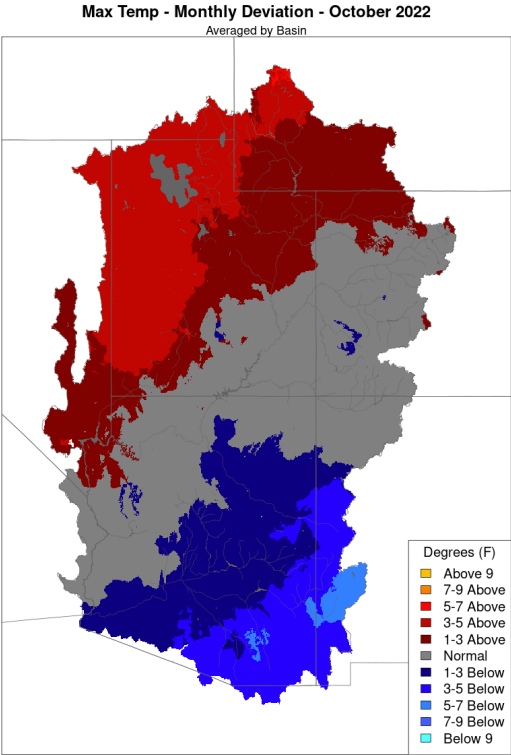 Max Temp - Monthly Deviation - October 2022
Averaged by Basin
Degrees (F)
Above 9
7-9 Above
5-7 Above
3-5 Above
1-3 Above
Normal
1-3 Below
3-5 Below
5-7 Below
7-9 Below
Below 9